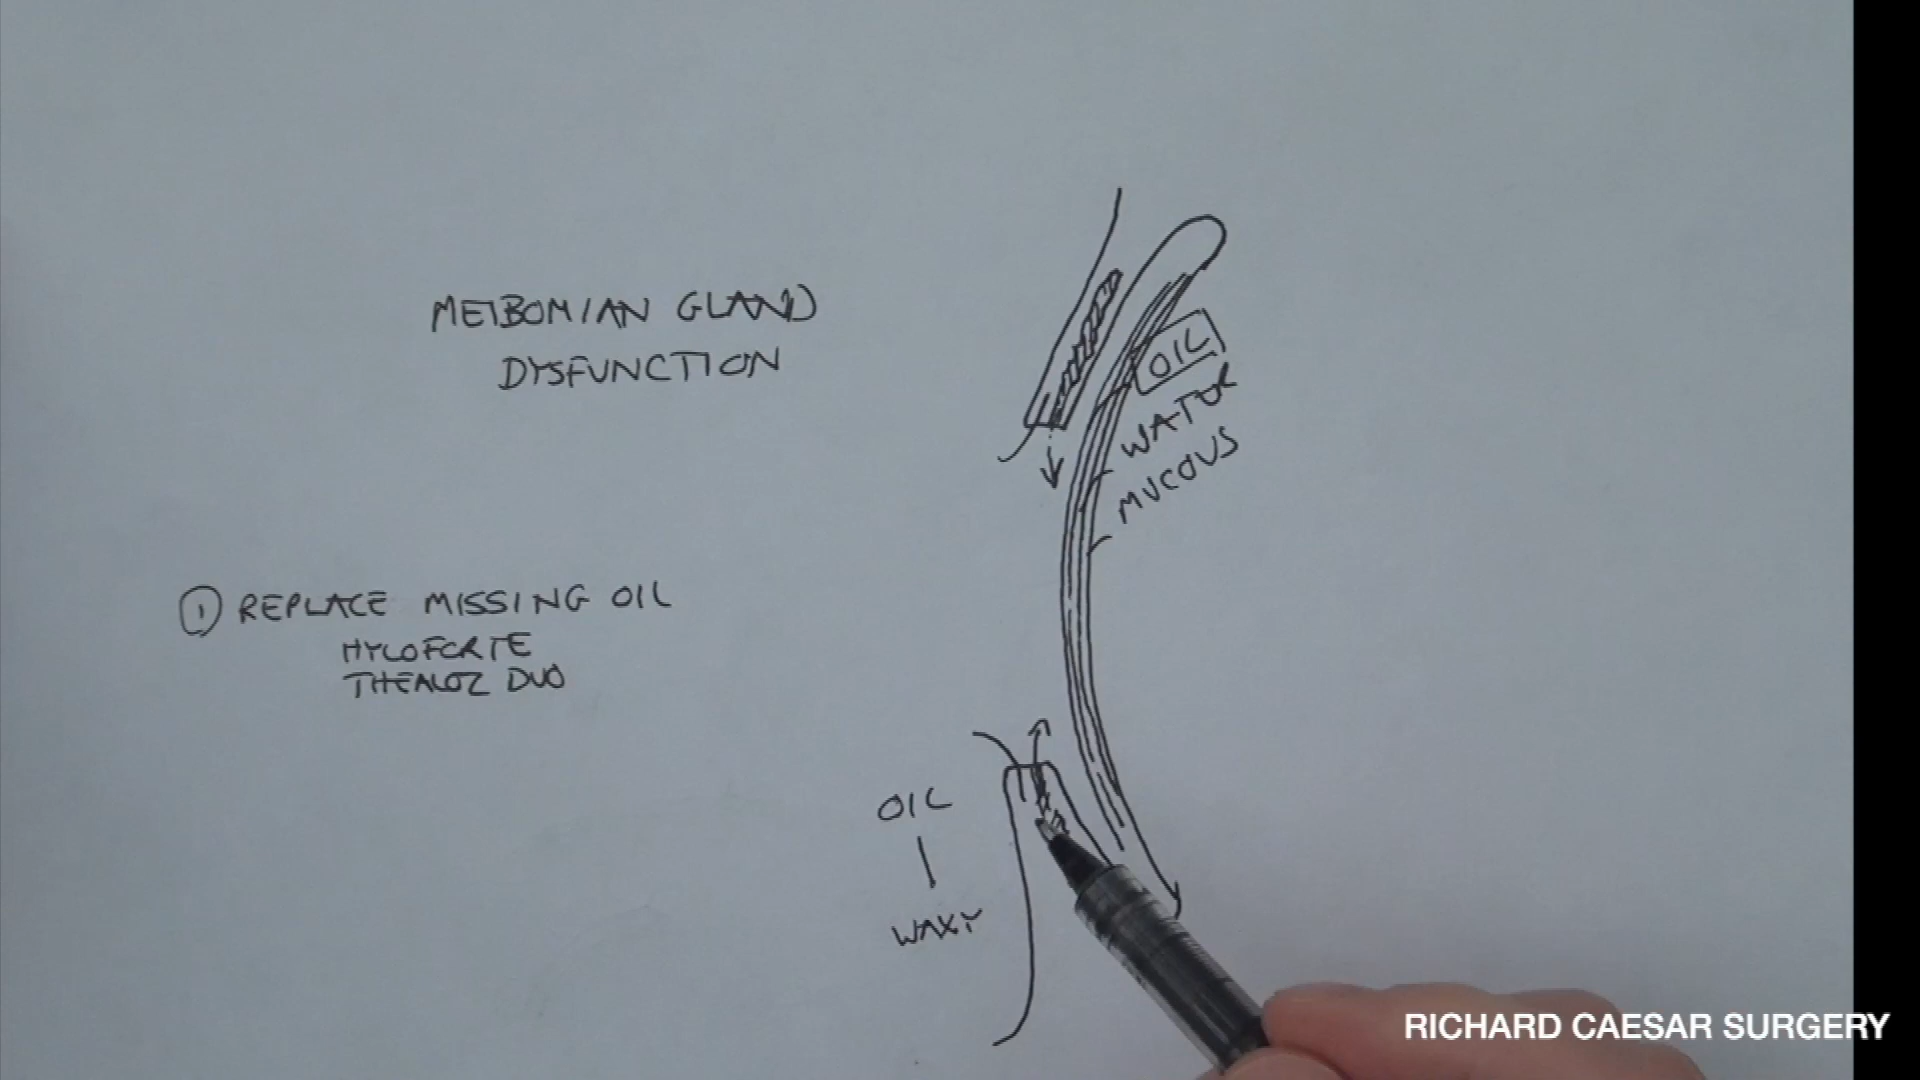 MEIBOMIAN GLAND
DYSFUNCTION
OIL
WATER
MUCOUS
① REPLACE MISSING OIL
HYLOFORTE
THEALOZ DUO
OIL
WAXY
RICHARD CAESAR SURGERY